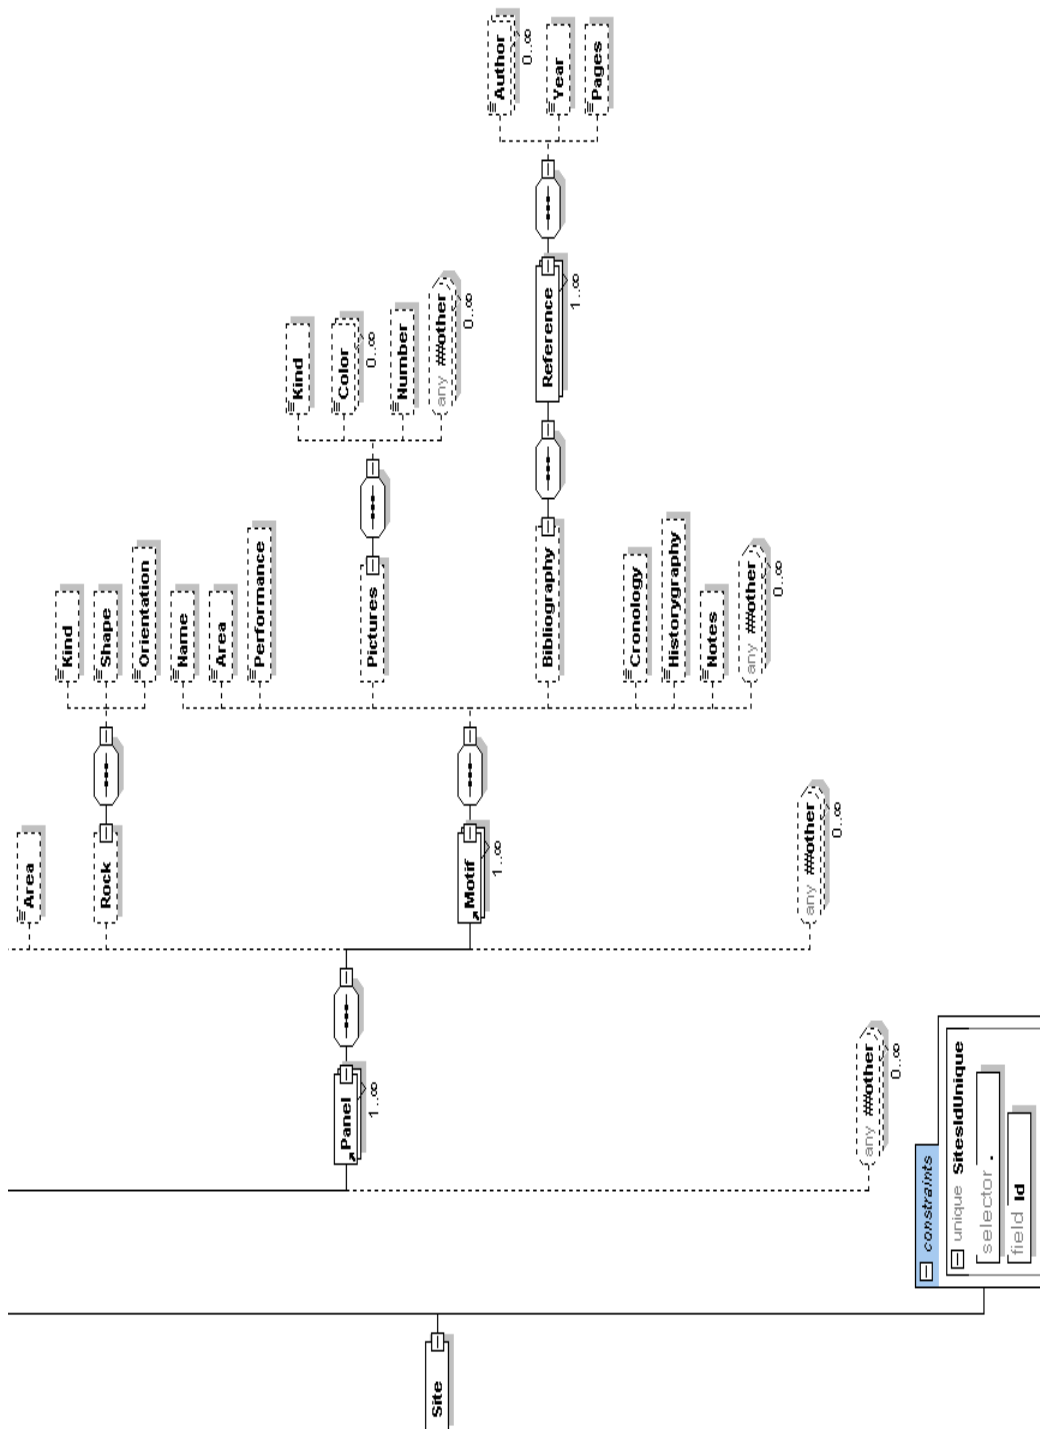 Site
constraints
unique SitesIdUnique
selector .
field Id
Panel
1..∞
any ##other
0..∞
Area
Rock
Motif
1..∞
any ##other
0..∞
Kind
Shape
Orientation
Name
Area
Performance
Pictures
Bibliography
Cronology
Historygraphy
Notes
any ##other
0..∞
Kind
Color
0..∞
Number
any ##other
0..∞
Reference
1..∞
Author
0..∞
Year
Pages